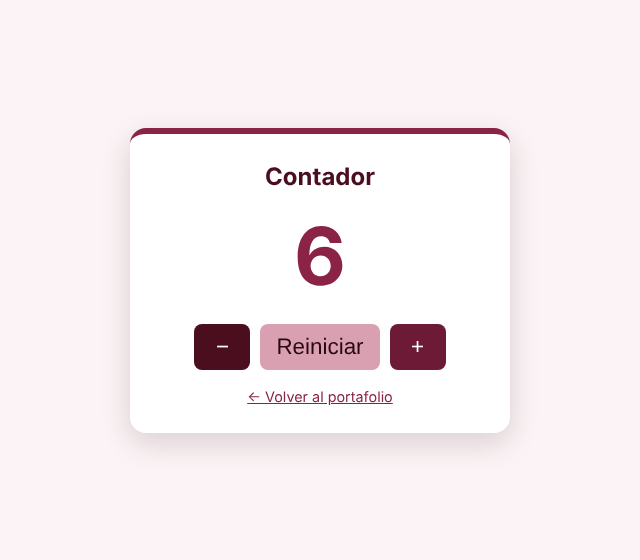 Contador
6
− Reiniciar +
← Volver al portafolio